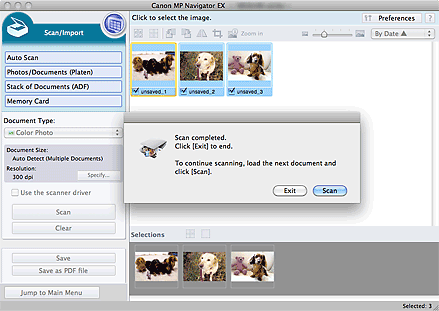 Canon MP Navigator EX
Scan/Import
Click to select the image.
Preferences
Zoom in
By Date
Auto Scan
Photos/Documents (Platen)
Stack of Documents (ADF)
Memory Card
unsaved_1
unsaved_2
unsaved_3
Document Type:
Color Photo
Document Size:
Auto Detect (Multiple Documents)
Resolution:
300 dpi
Specify...
Use the scanner driver
Scan
Clear
Scan completed.
Click [Exit] to end.
To continue scanning, load the next document and
click [Scan].
Exit
Scan
Selections
Save
Save as PDF file
Jump to Main Menu
Selected: 3